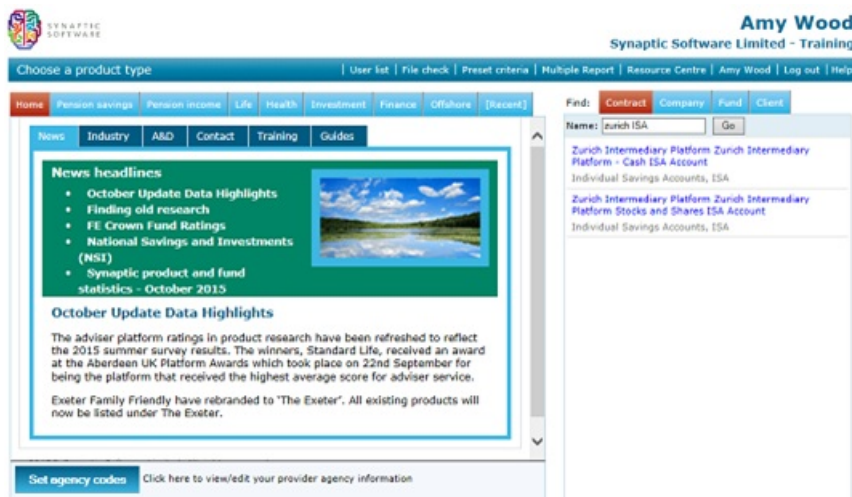 SYNAPTIC
SOFTWARE
Amy Wood
Synaptic Software Limited - Training
Choose a product type
| User list | File check | Preset criteria | Multiple Report | Resource Centre | Amy Wood | Log out | Help
Home Pension savings Pension income Life Health Investment Finance Offshore [Recent]
Find: Contract Company Fund Client
News Industry A&D Contact Training Guides
Name: zurich ISA Go
Zurich Intermediary Platform Zurich Intermediary
Platform - Cash ISA Account
Individual Savings Accounts, ISA
Zurich Intermediary Platform Zurich Intermediary
Platform Stocks and Shares ISA Account
Individual Savings Accounts, ISA
News headlines
• October Update Data Highlights
• Finding old research
• FE Crown Fund Ratings
• National Savings and Investments
(NSI)
• Synaptic product and fund
statistics - October 2015
October Update Data Highlights
The adviser platform ratings in product research have been refreshed to reflect
the 2015 summer survey results. The winners, Standard Life, received an award
at the Aberdeen UK Platform Awards which took place on 22nd September for
being the platform that received the highest average score for adviser service.
Exeter Family Friendly have rebranded to 'The Exeter'. All existing products will
now be listed under The Exeter.
Set agency codes Click here to view/edit your provider agency information